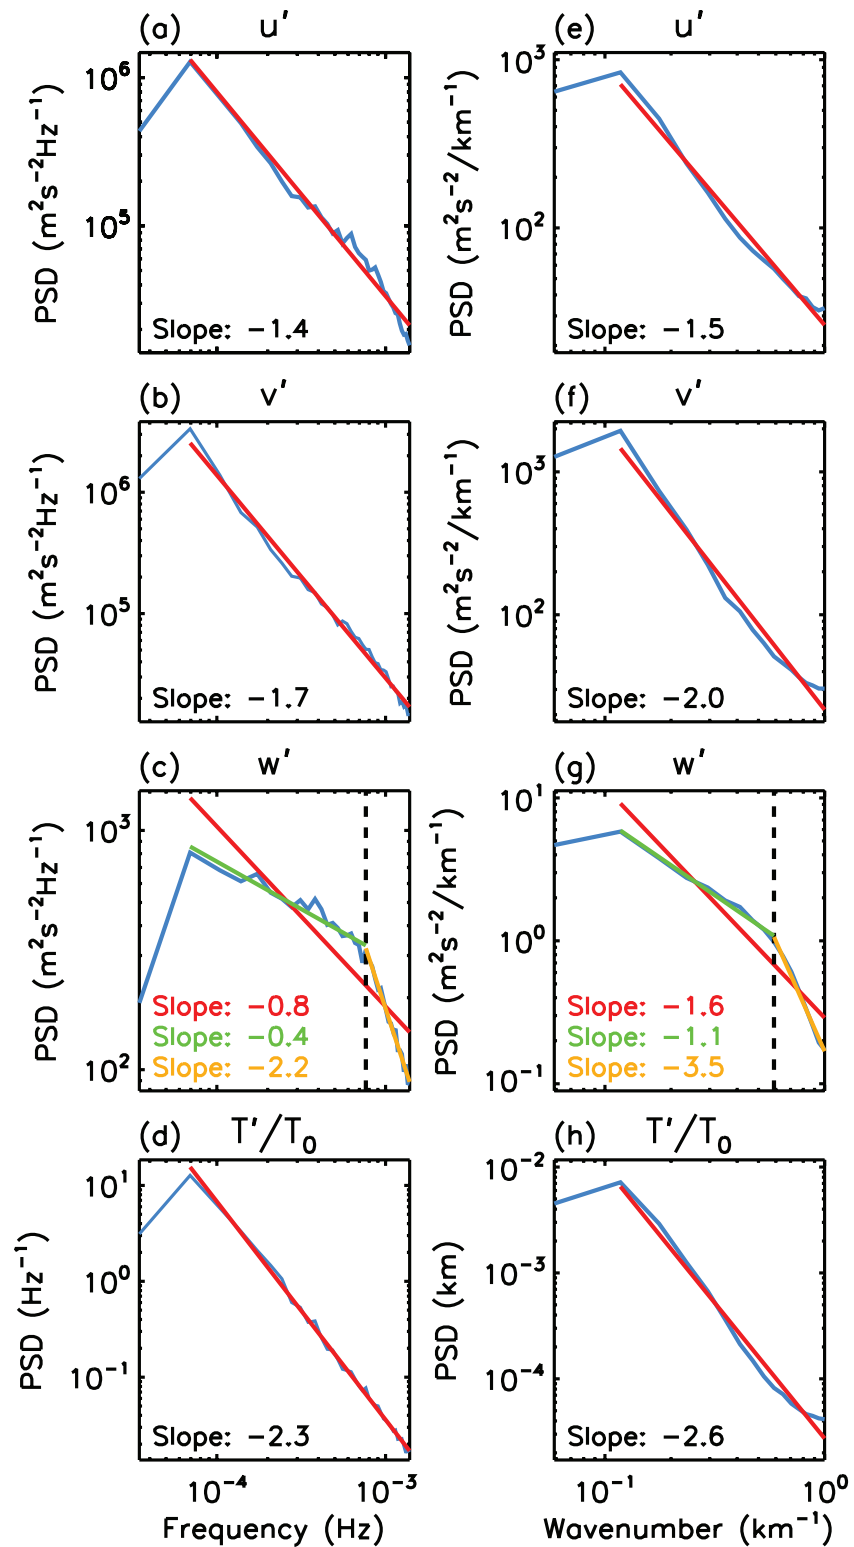 (a) u′
10⁶
10⁵
PSD (m²s⁻²Hz⁻¹)
Slope: −1.4
(e) u′
10³
10²
PSD (m²s⁻²/km⁻¹)
Slope: −1.5
(b) v′
10⁶
10⁵
PSD (m²s⁻²Hz⁻¹)
Slope: −1.7
(f) v′
10³
10²
PSD (m²s⁻²/km⁻¹)
Slope: −2.0
(c) w′
10³
10²
PSD (m²s⁻²Hz⁻¹)
Slope: −0.8
Slope: −0.4
Slope: −2.2
(g) w′
10¹
10⁰
10⁻¹
PSD (m²s⁻²/km⁻¹)
Slope: −1.6
Slope: −1.1
Slope: −3.5
(d) T′/T₀
10¹
10⁰
10⁻¹
PSD (Hz⁻¹)
Slope: −2.3
10⁻⁴ 10⁻³
Frequency (Hz)
(h) T′/T₀
10⁻²
10⁻³
10⁻⁴
PSD (km)
Slope: −2.6
10⁻¹ 10⁰
Wavenumber (km⁻¹)